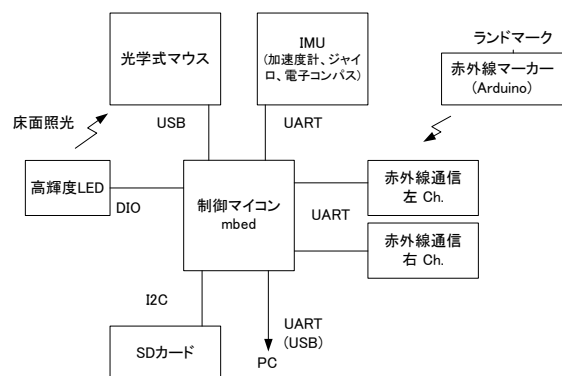 ランドマーク
光学式マウス
IMU
(加速度計、ジャイ
ロ、電子コンパス)
赤外線マーカー
(Arduino)
床面照光
USB
UART
高輝度LED
DIO
制御マイコン
mbed
UART
赤外線通信
左 Ch.
赤外線通信
右 Ch.
I2C
UART
(USB)
SDカード
PC